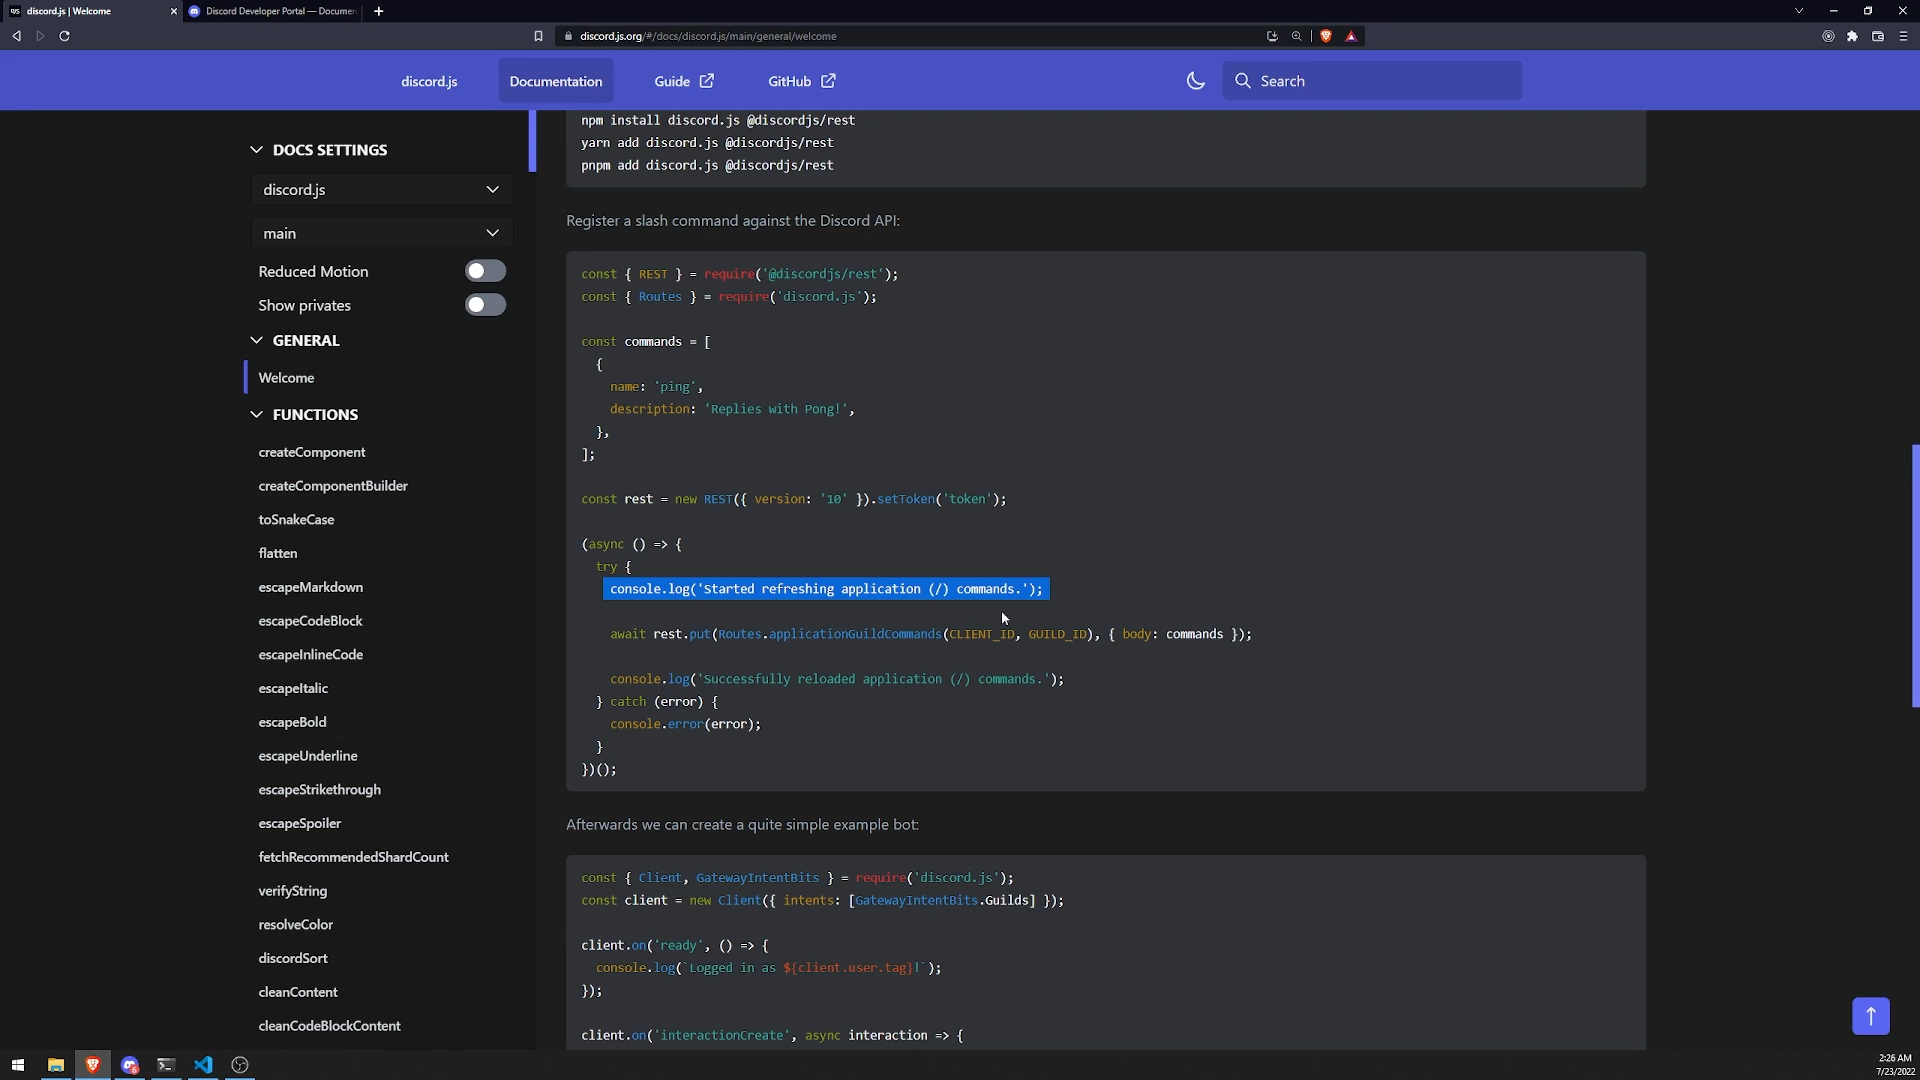 discord.js | Welcome
Discord Developer Portal — Documen
discord.js.org/#/docs/discord.js/main/general/welcome
discord.js
Documentation
Guide
GitHub
Search
DOCS SETTINGS
discord.js
main
Reduced Motion
Show privates
GENERAL
Welcome
FUNCTIONS
createComponent
createComponentBuilder
toSnakeCase
flatten
escapeMarkdown
escapeCodeBlock
escapeInlineCode
escapeItalic
escapeBold
escapeUnderline
escapeStrikethrough
escapeSpoiler
fetchRecommendedShardCount
verifyString
resolveColor
discordSort
cleanContent
cleanCodeBlockContent
npm install discord.js @discordjs/rest
yarn add discord.js @discordjs/rest
pnpm add discord.js @discordjs/rest
Register a slash command against the Discord API:
const { REST } = require('@discordjs/rest');
const { Routes } = require('discord.js');
const commands = [
{
name: 'ping',
description: 'Replies with Pong!',
},
];
const rest = new REST({ version: '10' }).setToken('token');
(async () => {
try {
console.log('Started refreshing application (/) commands.');
await rest.put(Routes.applicationGuildCommands(CLIENT_ID, GUILD_ID), { body: commands });
console.log('Successfully reloaded application (/) commands.');
} catch (error) {
console.error(error);
}
})();
Afterwards we can create a quite simple example bot:
const { Client, GatewayIntentBits } = require('discord.js');
const client = new Client({ intents: [GatewayIntentBits.Guilds] });
client.on('ready', () => {
console.log(`Logged in as ${client.user.tag}!`);
});
client.on('interactionCreate', async interaction => {
2:26 AM
7/23/2022